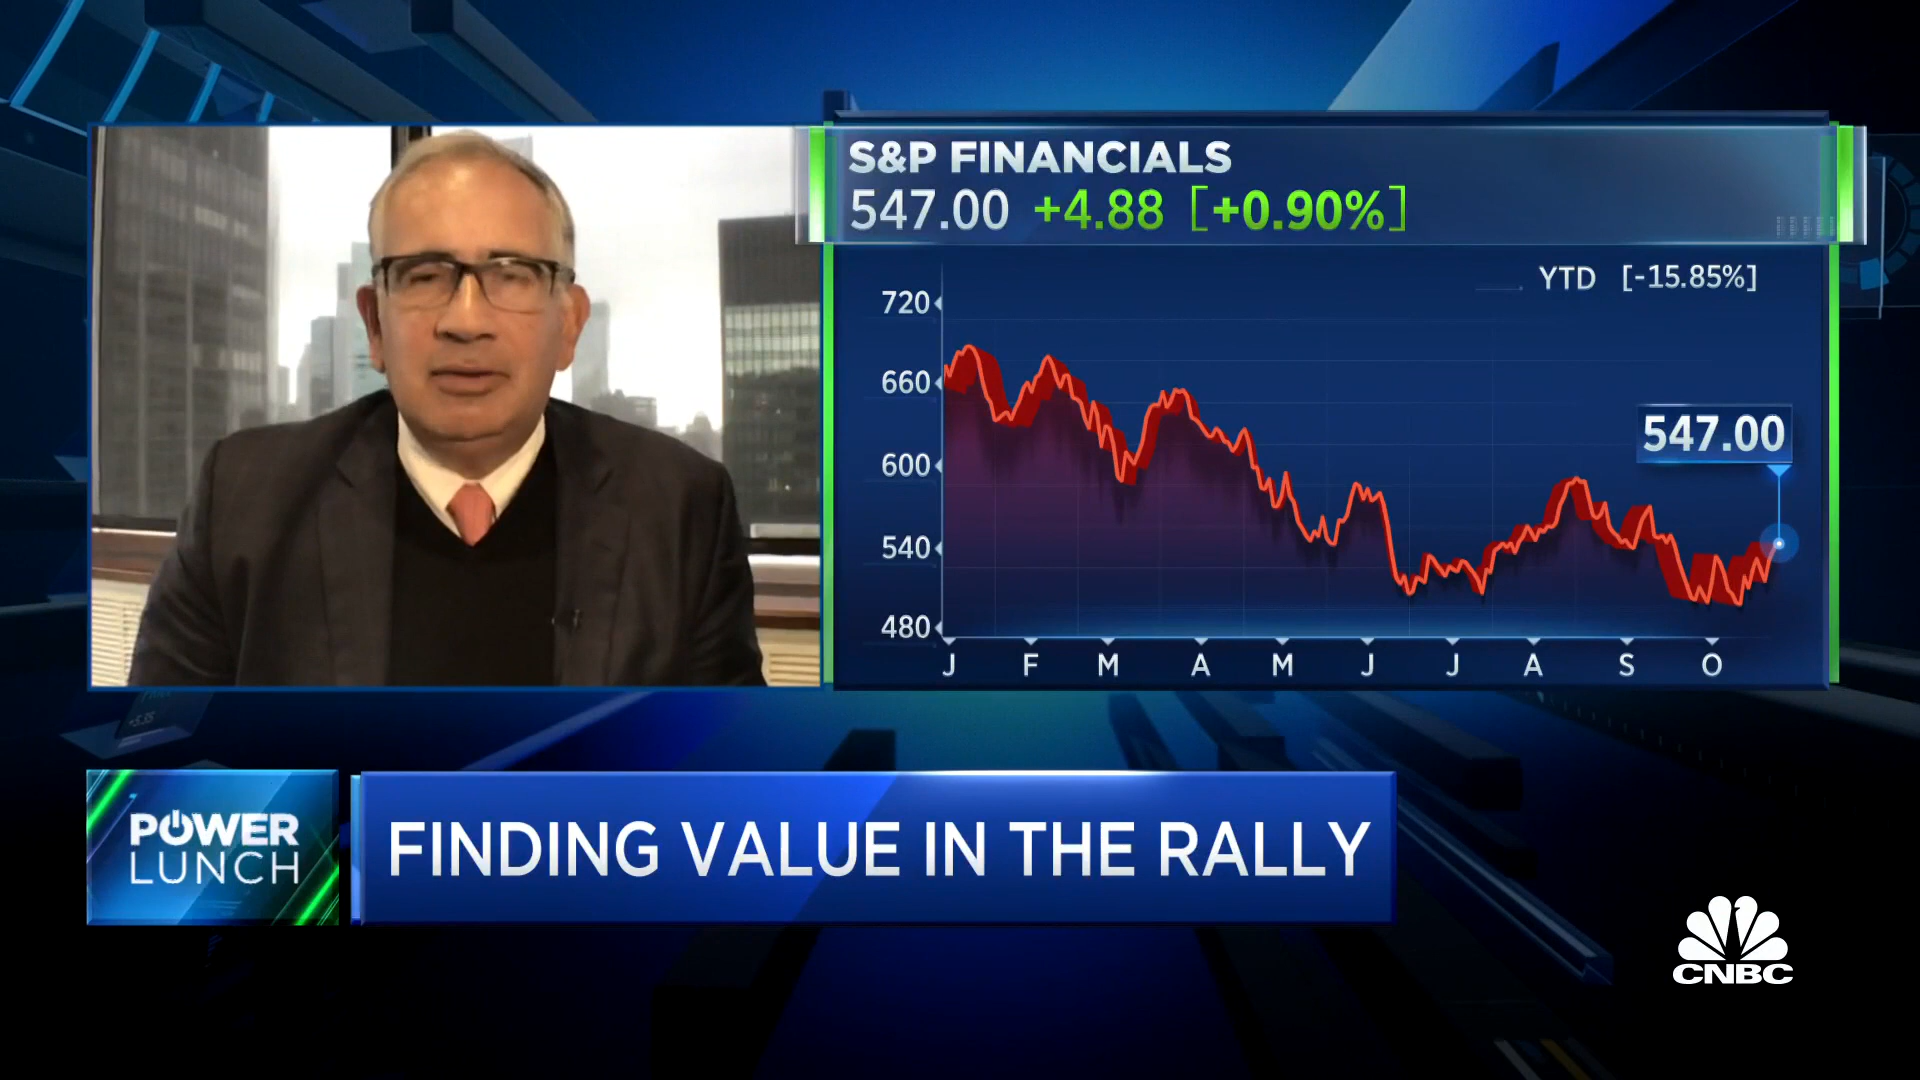 S&P FINANCIALS
547.00 +4.88 [+0.90%]
YTD [-15.85%]
720
660
600
540
480
547.00
J F M A M J J A S O
POWER
LUNCH
FINDING VALUE IN THE RALLY
CNBC